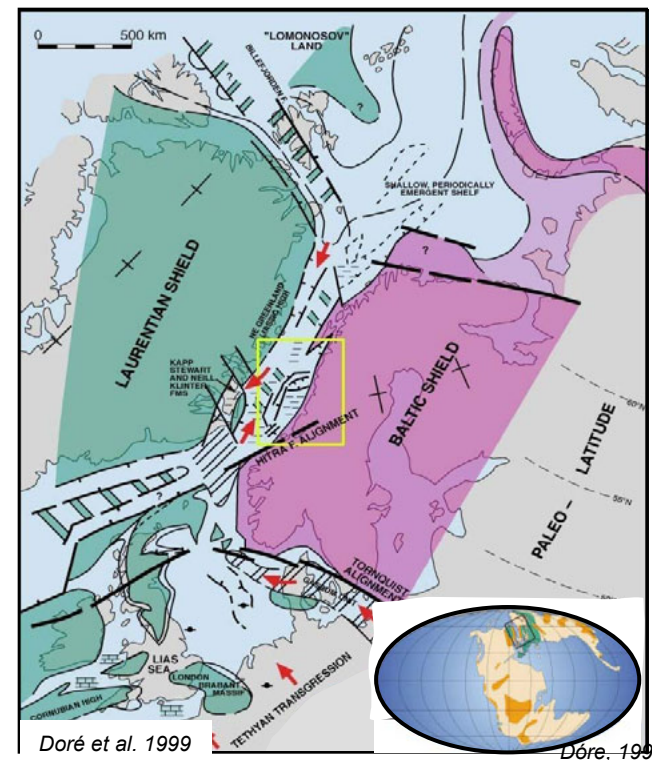 0 500 km
"LOMONOSOV"
LAND
BILLEFJORDEN F.
?
SHALLOW, PERIODICALLY
EMERGENT SHELF
?
LAURENTIAN SHIELD
NE GREENLAND
KAPP
STEWART
AND NEILL
KLINTER
FMS
BALTIC SHIELD
HITRA F. ALIGNMENT
60°N
LATITUDE
55°N
PALEO –
?
TORNQUIST
ALIGNMENT
LIAS
SEA
LONDON
BRABANT
MASSIF
CORNUBIAN HIGH
TETHYAN TRANSGRESSION
Doré et al. 1999
Dóre, 199